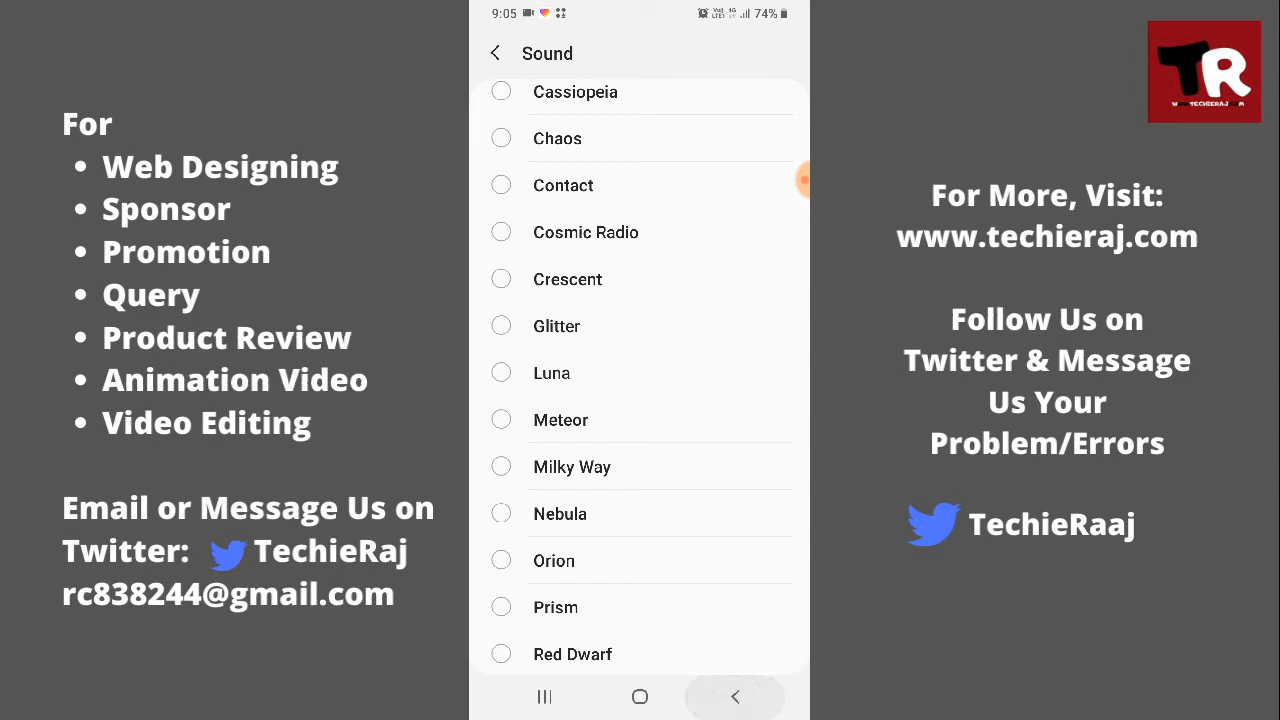 For
• Web Designing
• Sponsor
• Promotion
• Query
• Product Review
• Animation Video
• Video Editing
Email or Message Us on
Twitter: TechieRaj
rc838244@gmail.com
9:05
74%
Sound
Cassiopeia
Chaos
Contact
Cosmic Radio
Crescent
Glitter
Luna
Meteor
Milky Way
Nebula
Orion
Prism
Red Dwarf
TR
WWW.TECHIERAJ.COM
For More, Visit:
www.techieraj.com
Follow Us on
Twitter & Message
Us Your
Problem/Errors
TechieRaaj